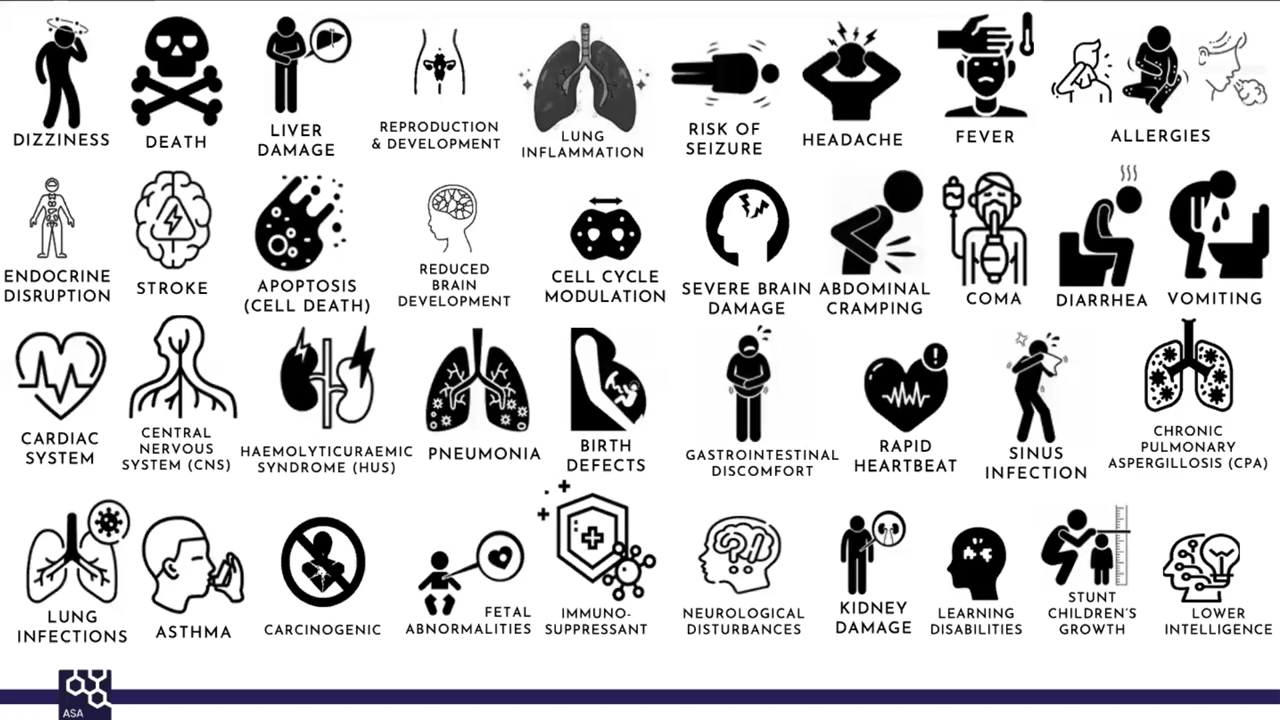 DIZZINESS
DEATH
LIVER
DAMAGE
REPRODUCTION
& DEVELOPMENT
LUNG
INFLAMMATION
RISK OF
SEIZURE
HEADACHE
FEVER
ALLERGIES
ENDOCRINE
DISRUPTION
STROKE
APOPTOSIS
(CELL DEATH)
REDUCED
BRAIN
DEVELOPMENT
CELL CYCLE
MODULATION
SEVERE BRAIN
DAMAGE
ABDOMINAL
CRAMPING
COMA
DIARRHEA
VOMITING
CARDIAC
SYSTEM
CENTRAL
NERVOUS
SYSTEM (CNS)
HAEMOLYTICURAEMIC
SYNDROME (HUS)
PNEUMONIA
BIRTH
DEFECTS
GASTROINTESTINAL
DISCOMFORT
RAPID
HEARTBEAT
SINUS
INFECTION
CHRONIC
PULMONARY
ASPERGILLOSIS (CPA)
LUNG
INFECTIONS
ASTHMA
CARCINOGENIC
FETAL
ABNORMALITIES
IMMUNO-
SUPPRESSANT
NEUROLOGICAL
DISTURBANCES
KIDNEY
DAMAGE
LEARNING
DISABILITIES
STUNT
CHILDREN'S
GROWTH
LOWER
INTELLIGENCE
ASA